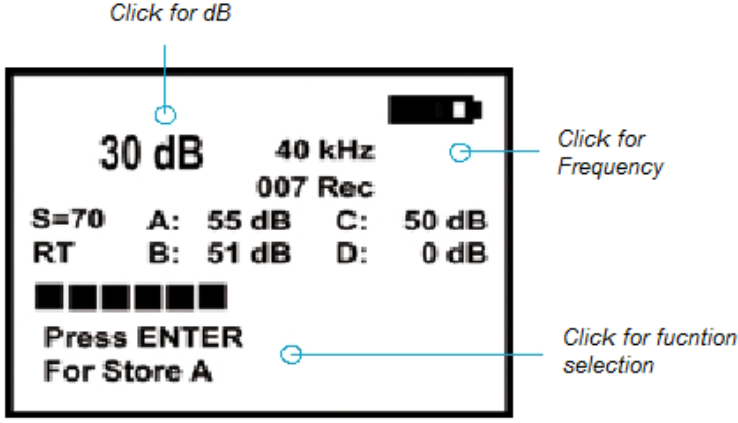 Click for dB
30 dB
40 kHz
007 Rec
Click for
Frequency
S=70 A: 55 dB C: 50 dB
RT B: 51 dB D: 0 dB
Press ENTER
For Store A
Click for fucntion
selection